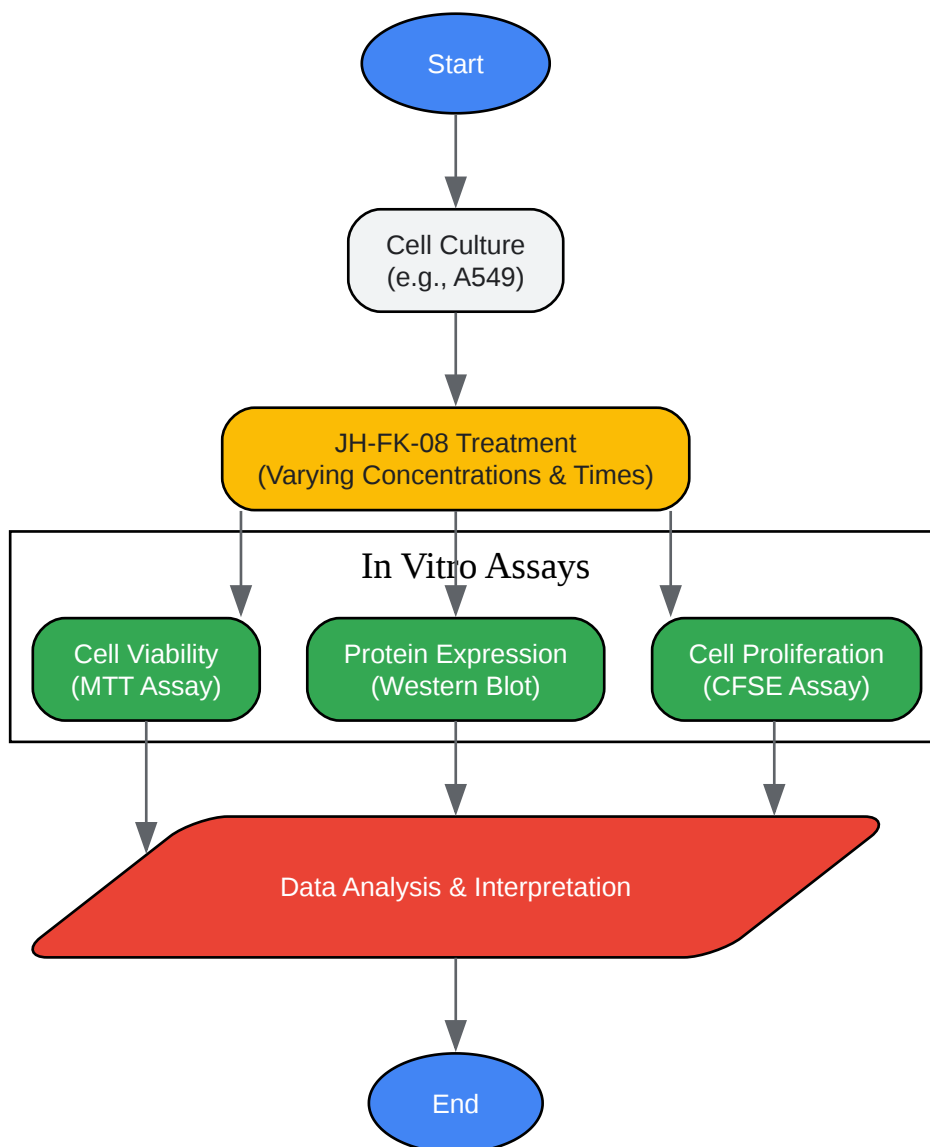 Start
Cell Culture
(e.g., A549)
JH-FK-08 Treatment
(Varying Concentrations & Times)
In Vitro Assays
Cell Viability
(MTT Assay)
Protein Expression
(Western Blot)
Cell Proliferation
(CFSE Assay)
Data Analysis & Interpretation
End